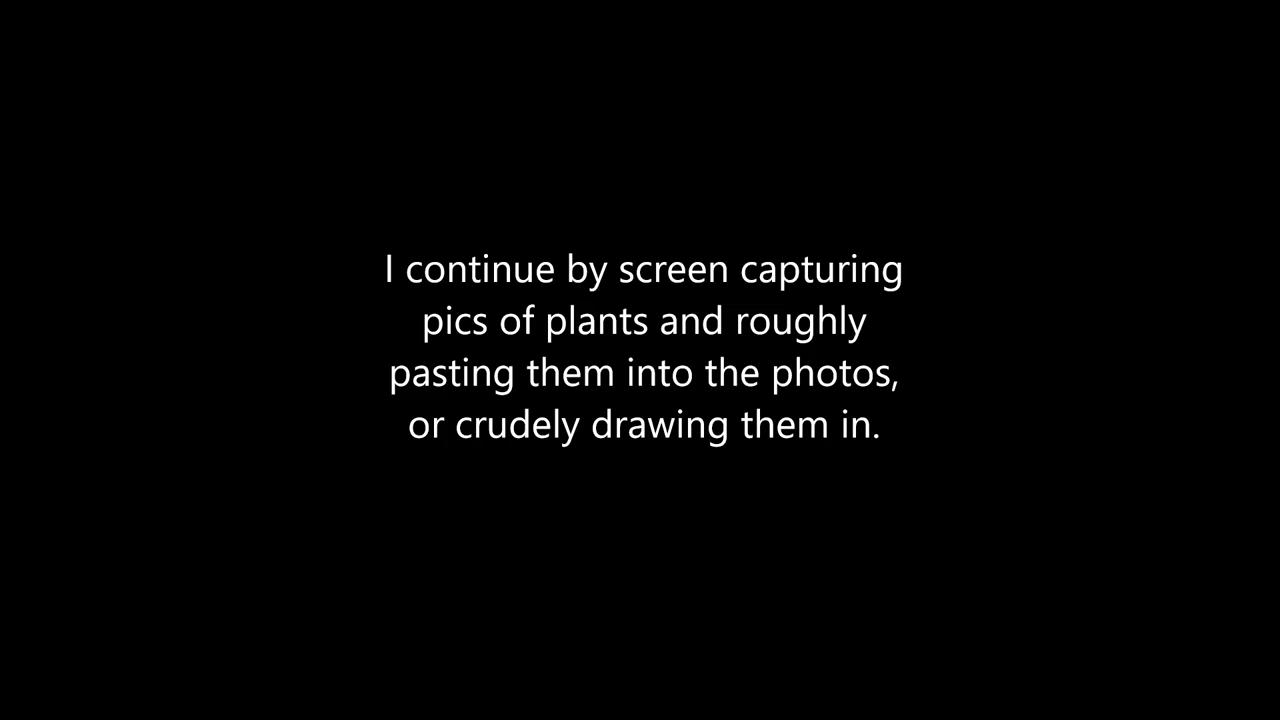 I continue by screen capturing
pics of plants and roughly
pasting them into the photos,
or crudely drawing them in.